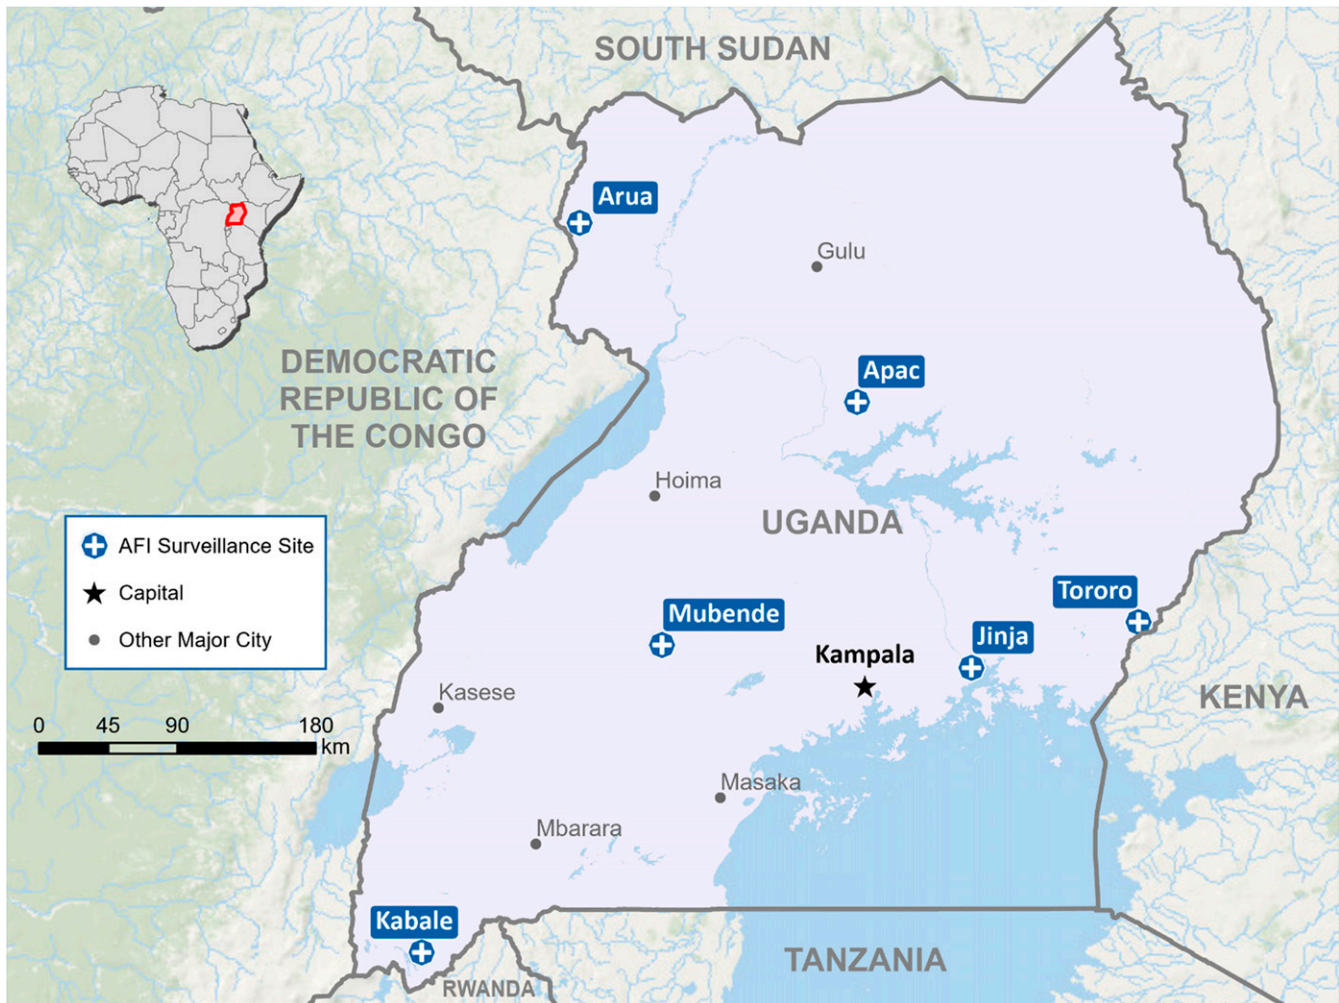 SOUTH SUDAN
Arua
Gulu
DEMOCRATIC
REPUBLIC OF
THE CONGO
Apac
Hoima
UGANDA
AFI Surveillance Site
Capital
Other Major City
Mubende
Tororo
Jinja
Kampala
Kasese
KENYA
0 45 90 180
km
Masaka
Mbarara
Kabale
TANZANIA
RWANDA